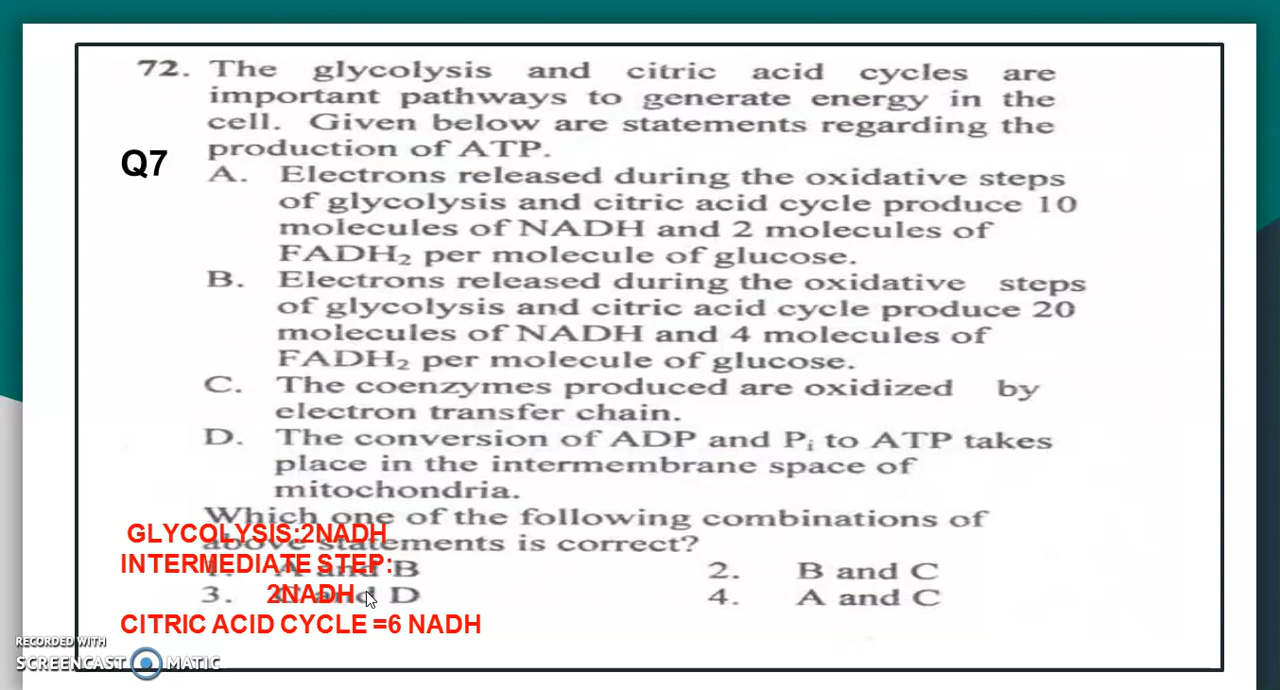 72. The glycolysis and citric acid cycles are
important pathways to generate energy in the
cell. Given below are statements regarding the
production of ATP.
Q7
A. Electrons released during the oxidative steps
of glycolysis and citric acid cycle produce 10
molecules of NADH and 2 molecules of
FADH₂ per molecule of glucose.
B. Electrons released during the oxidative steps
of glycolysis and citric acid cycle produce 20
molecules of NADH and 4 molecules of
FADH₂ per molecule of glucose.
C. The coenzymes produced are oxidized by
electron transfer chain.
D. The conversion of ADP and Pᵢ to ATP takes
place in the intermembrane space of
mitochondria.
Which one of the following combinations of
GLYCOLYSIS:2NADH
above statements is correct?
INTERMEDIATE STEP:
1. A and B 2. B and C
2NADH
3. C and D 4. A and C
CITRIC ACID CYCLE =6 NADH
RECORDED WITH
SCREENCAST MATIC